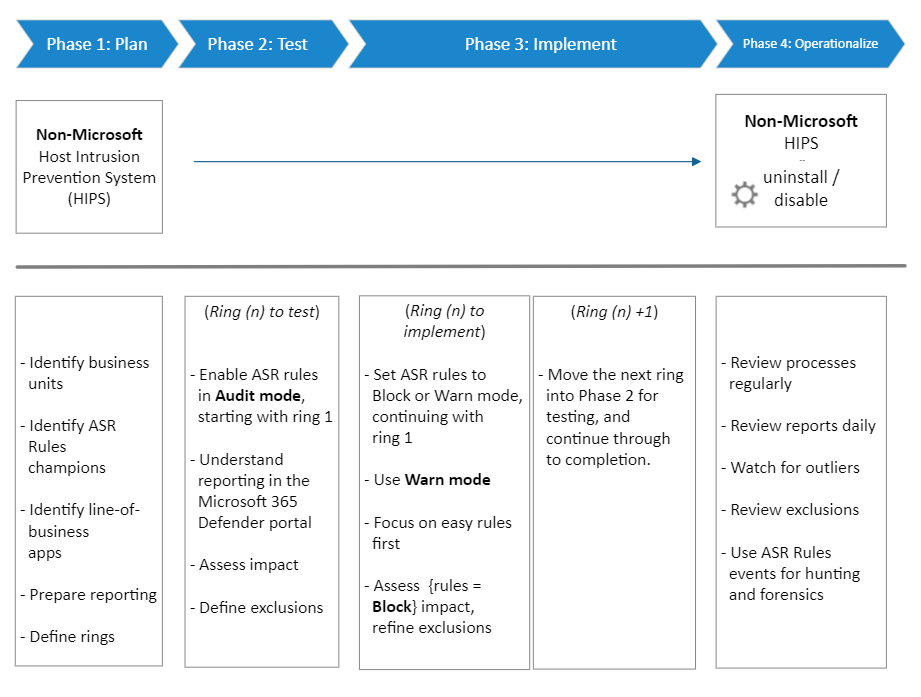 Phase 1: Plan
Phase 2: Test
Phase 3: Implement
Phase 4: Operationalize
Non-Microsoft
Host Intrusion
Prevention System
(HIPS)
Non-Microsoft
HIPS
--
uninstall /
disable
- Identify business
units
- Identify ASR
Rules
champions
- Identify line-of-
business
apps
- Prepare reporting
- Define rings
(Ring (n) to test)
- Enable ASR rules
in Audit mode,
starting with ring 1
- Understand
reporting in the
Microsoft 365
Defender portal
- Assess impact
- Define exclusions
(Ring (n) to
implement)
- Set ASR rules to
Block or Warn mode,
continuing with
ring 1
- Use Warn mode
- Focus on easy rules
first
- Assess {rules =
Block} impact,
refine exclusions
(Ring (n) +1)
- Move the next ring
into Phase 2 for
testing, and
continue through
to completion.
- Review processes
regularly
- Review reports daily
- Watch for outliers
- Review exclusions
- Use ASR Rules
events for hunting
and forensics